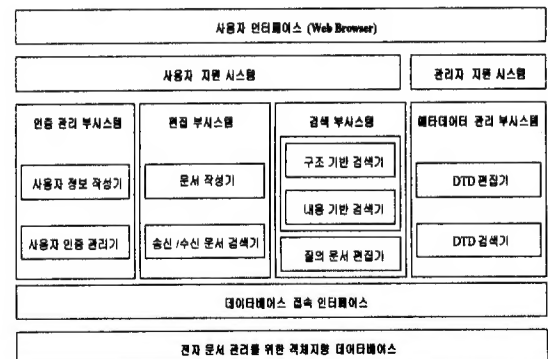 사용자 인터페이스 (Web Browser)
사용자 지원 시스템
관리자 지원 시스템
인증 관리 부시스템
사용자 정보 작성기
사용자 인증 관리기
편집 부시스템
문서 작성기
송신 /수신 문서 검색기
검색 부시스템
구조 기반 검색기
내용 기반 검색기
질의 문서 편집기
메타데이터 관리 부시스템
DTD 편집기
DTD 검색기
데이타베이스 접속 인터페이스
전자 문서 관리를 위한 객체지향 데이타베이스